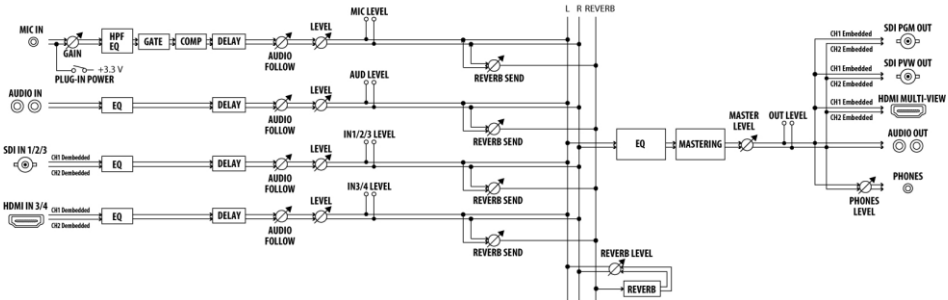 L R REVERB
MIC IN
GAIN
HPF
EQ
GATE
COMP
DELAY
AUDIO
FOLLOW
LEVEL
MIC LEVEL
REVERB SEND
+3.3 V
PLUG-IN POWER
AUDIO IN
EQ
DELAY
AUDIO
FOLLOW
LEVEL
AUD LEVEL
REVERB SEND
SDI IN 1/2/3
CH1 Dembedded
CH2 Dembedded
EQ
DELAY
AUDIO
FOLLOW
LEVEL
IN1/2/3 LEVEL
REVERB SEND
HDMI IN 3/4
CH1 Dembedded
CH2 Dembedded
EQ
DELAY
AUDIO
FOLLOW
LEVEL
IN3/4 LEVEL
REVERB SEND
REVERB LEVEL
REVERB
EQ
MASTERING
MASTER
LEVEL
OUT LEVEL
SDI PGM OUT
CH1 Embedded
CH2 Embedded
SDI PVW OUT
CH1 Embedded
CH2 Embedded
HDMI MULTI-VIEW
CH1 Embedded
CH2 Embedded
AUDIO OUT
PHONES
PHONES
LEVEL